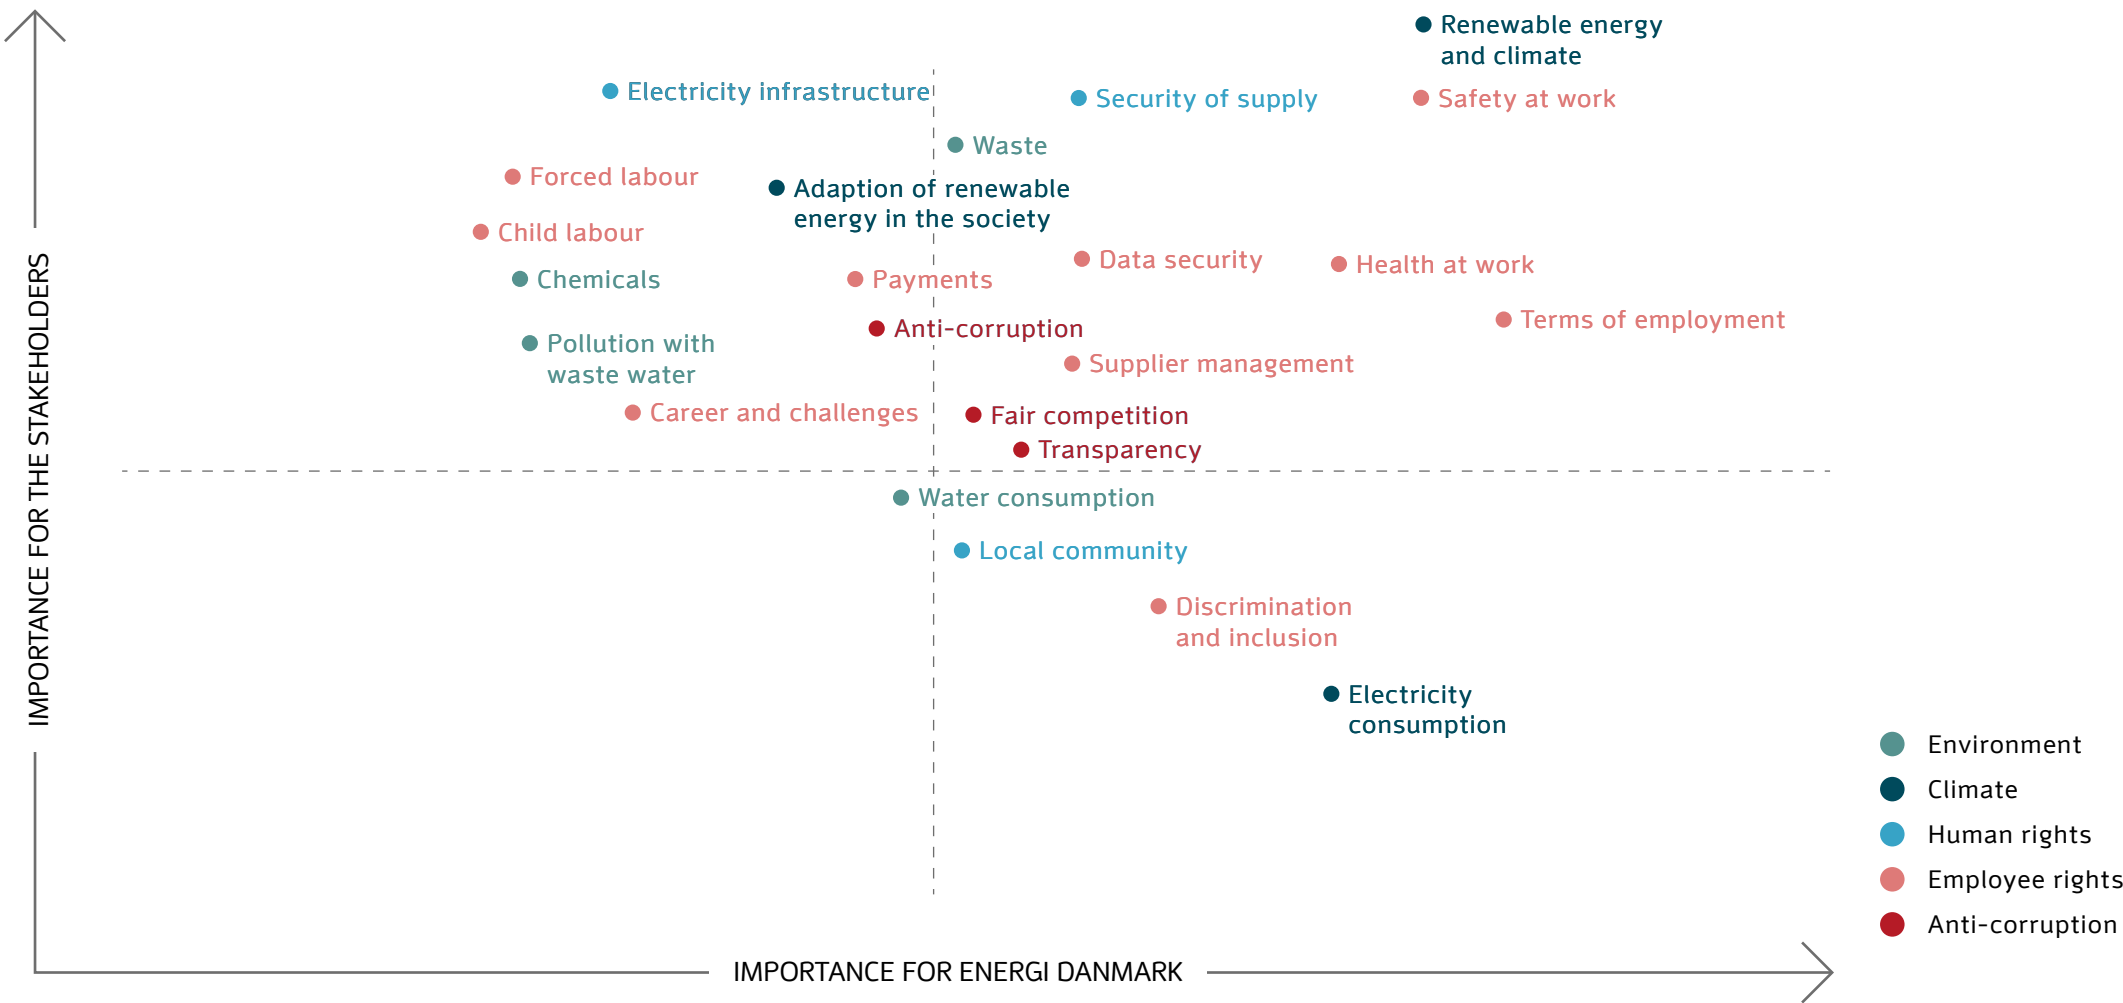 Renewable energy
and climate
Electricity infrastructure
Security of supply
Safety at work
Waste
Forced labour
Adaption of renewable
energy in the society
Child labour
Data security
Health at work
Chemicals
Payments
Terms of employment
Anti-corruption
Pollution with
waste water
Supplier management
Career and challenges
Fair competition
Transparency
Water consumption
Local community
Discrimination
and inclusion
Electricity
consumption
IMPORTANCE FOR THE STAKEHOLDERS
IMPORTANCE FOR ENERGI DANMARK
Environment
Climate
Human rights
Employee rights
Anti-corruption